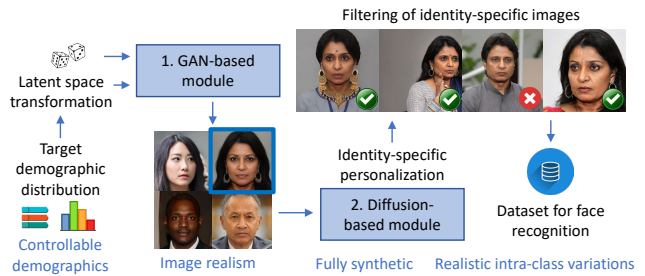 Filtering of identity-specific images
1. GAN-based
module
Latent space
transformation
Target
demographic
distribution
Controllable
demographics
Image realism
Identity-specific
personalization
2. Diffusion-
based module
Fully synthetic
Dataset for face
recognition
Realistic intra-class variations